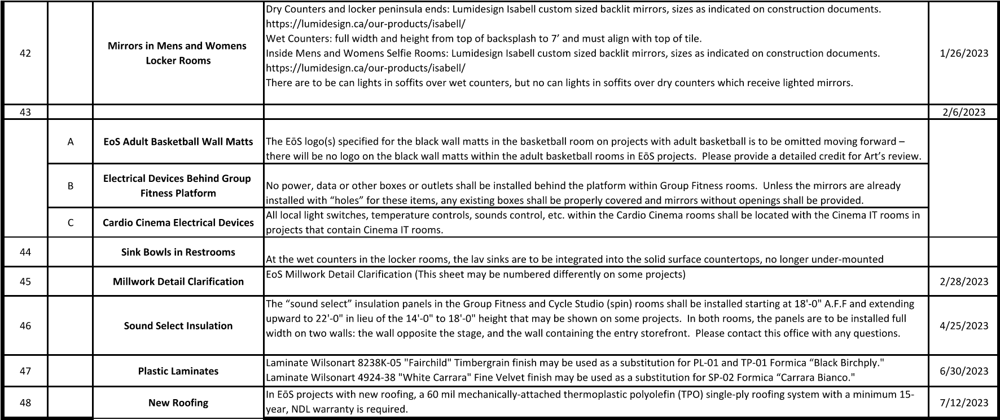 42
Mirrors in Mens and Womens
Locker Rooms
Dry Counters and locker peninsula ends: Lumidesign Isabell custom sized backlit mirrors, sizes as indicated on construction documents.
https://lumidesign.ca/our-products/isabell/
Wet Counters: full width and height from top of backsplash to 7’ and must align with top of tile.
Inside Mens and Womens Selfie Rooms: Lumidesign Isabell custom sized backlit mirrors, sizes as indicated on construction documents.
https://lumidesign.ca/our-products/isabell/
There are to be can lights in soffits over wet counters, but no can lights in soffits over dry counters which receive lighted mirrors.
1/26/2023
43
2/6/2023
A
EoS Adult Basketball Wall Matts
The EōS logo(s) specified for the black wall matts in the basketball room on projects with adult basketball is to be omitted moving forward –
there will be no logo on the black wall matts within the adult basketball rooms in EōS projects.  Please provide a detailed credit for Art’s review.
B
Electrical Devices Behind Group
Fitness Platform
No power, data or other boxes or outlets shall be installed behind the platform within Group Fitness rooms.  Unless the mirrors are already
installed with “holes” for these items, any existing boxes shall be properly covered and mirrors without openings shall be provided.
C
Cardio Cinema Electrical Devices
All local light switches, temperature controls, sounds control, etc. within the Cardio Cinema rooms shall be located with the Cinema IT rooms in
projects that contain Cinema IT rooms.
44
Sink Bowls in Restrooms
At the wet counters in the locker rooms, the lav sinks are to be integrated into the solid surface countertops, no longer under-mounted
45
Millwork Detail Clarification
EoS Millwork Detail Clarification (This sheet may be numbered differently on some projects)
2/28/2023
46
Sound Select Insulation
The “sound select” insulation panels in the Group Fitness and Cycle Studio (spin) rooms shall be installed starting at 18'-0" A.F.F and extending
upward to 22'-0" in lieu of the 14'-0" to 18'-0" height that may be shown on some projects.  In both rooms, the panels are to be installed full
width on two walls: the wall opposite the stage, and the wall containing the entry storefront.  Please contact this office with any questions.
4/25/2023
47
Plastic Laminates
Laminate Wilsonart 8238K-05 "Fairchild" Timbergrain finish may be used as a substitution for PL-01 and TP-01 Formica “Black Birchply."
Laminate Wilsonart 4924-38 "White Carrara" Fine Velvet finish may be used as a substitution for SP-02 Formica “Carrara Bianco."
6/30/2023
48
New Roofing
In EōS projects with new roofing, a 60 mil mechanically-attached thermoplastic polyolefin (TPO) single-ply roofing system with a minimum 15-
year, NDL warranty is required.
7/12/2023